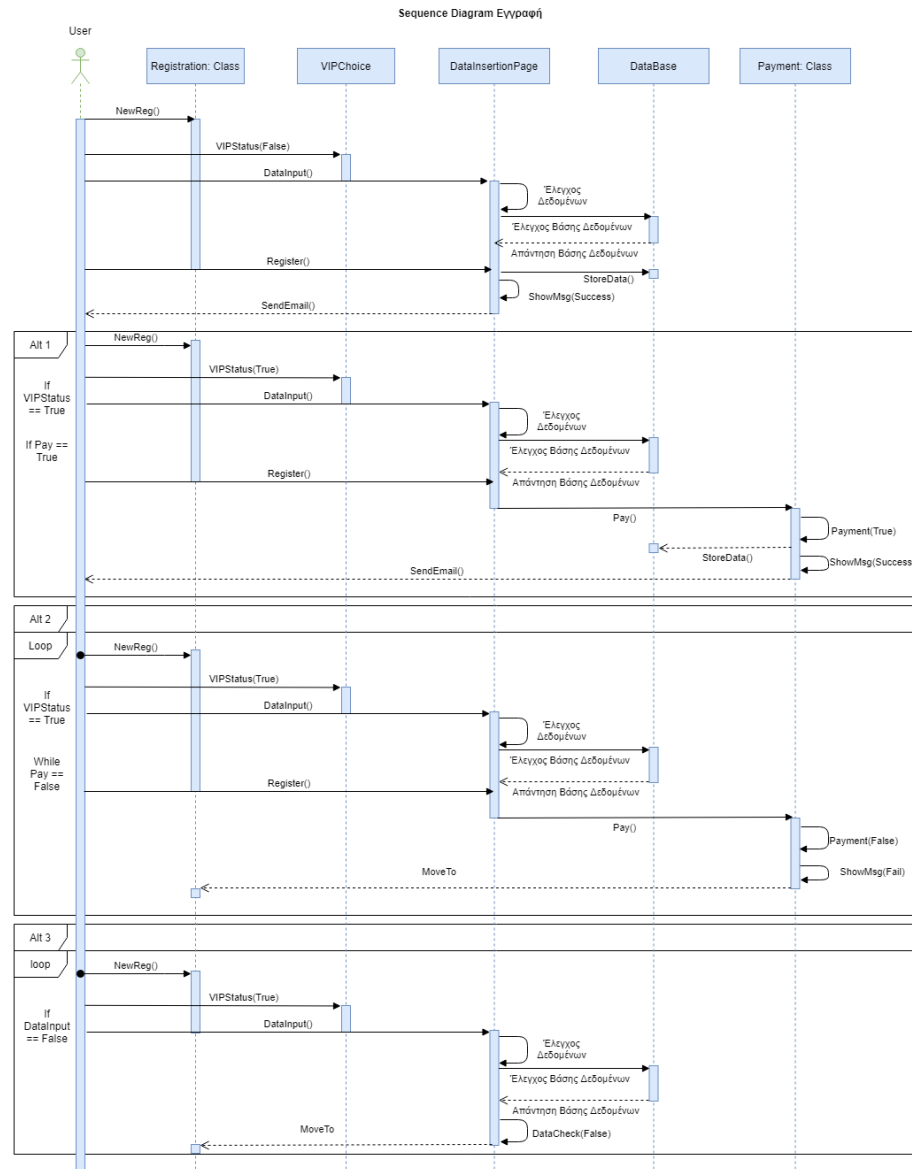 Sequence Diagram Εγγραφή
User
Registration: Class
VIPChoice
DataInsertionPage
DataBase
Payment: Class
NewReg()
VIPStatus(False)
DataInput()
Έλεγχος
Δεδομένων
Έλεγχος Βάσης Δεδομένων
Απάντηση Βάσης Δεδομένων
Register()
StoreData()
ShowMsg(Success)
SendEmail()
Alt 1
NewReg()
If
VIPStatus
== True
VIPStatus(True)
DataInput()
Έλεγχος
Δεδομένων
If Pay ==
True
Έλεγχος Βάσης Δεδομένων
Απάντηση Βάσης Δεδομένων
Register()
Pay()
Payment(True)
StoreData()
ShowMsg(Success
SendEmail()
Alt 2
Loop
NewReg()
If
VIPStatus
== True
VIPStatus(True)
DataInput()
Έλεγχος
Δεδομένων
While
Pay ==
False
Έλεγχος Βάσης Δεδομένων
Απάντηση Βάσης Δεδομένων
Register()
Pay()
Payment(False)
ShowMsg(Fail)
MoveTo
Alt 3
loop
NewReg()
VIPStatus(True)
If
DataInput
== False
DataInput()
Έλεγχος
Δεδομένων
Έλεγχος Βάσης Δεδομένων
Απάντηση Βάσης Δεδομένων
DataCheck(False)
MoveTo